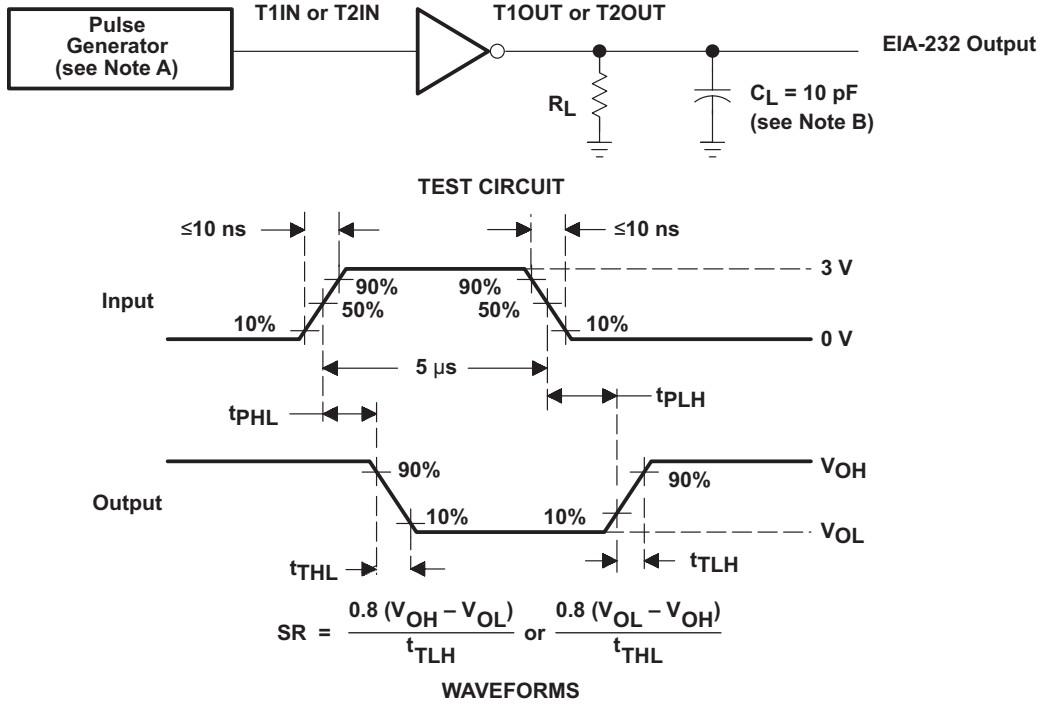 T1IN or T2IN
T1OUT or T2OUT
Pulse
Generator
(see Note A)
EIA-232 Output
RL
CL = 10 pF
(see Note B)
TEST CIRCUIT
≤10 ns
≤10 ns
3 V
90%
90%
Input
50%
50%
10%
10%
0 V
5 μs
tPHL
tPLH
VOH
90%
90%
Output
10%
10%
VOL
tTHL
tTLH
SR = 0.8 (VOH – VOL) / tTLH or 0.8 (VOL – VOH) / tTHL
WAVEFORMS